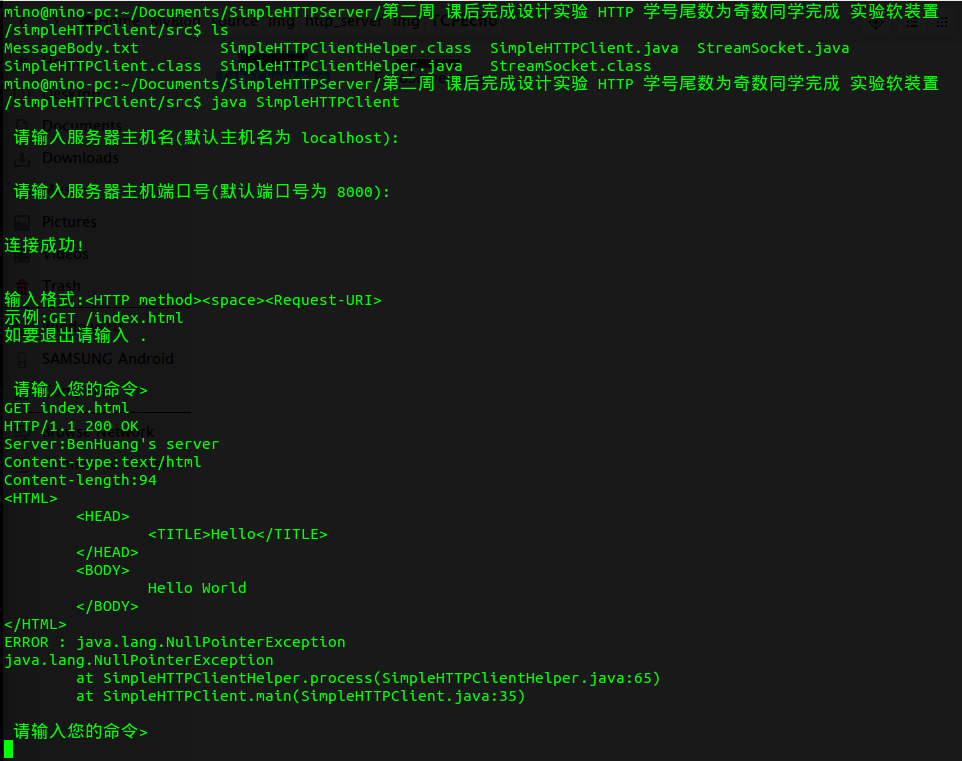 mino@mino-pc:~/Documents/SimpleHTTPServer/第二周 课后完成设计实验 HTTP 学号尾数为奇数同学完成 实验软装置
/simpleHTTPClient/src$ ls
MessageBody.txt SimpleHTTPClientHelper.class SimpleHTTPClient.java StreamSocket.java
SimpleHTTPClient.class SimpleHTTPClientHelper.java StreamSocket.class
mino@mino-pc:~/Documents/SimpleHTTPServer/第二周 课后完成设计实验 HTTP 学号尾数为奇数同学完成 实验软装置
/simpleHTTPClient/src$ java SimpleHTTPClient
Documents
请输入服务器主机名(默认主机名为 localhost):
Downloads
请输入服务器主机端口号(默认端口号为 8000):
Pictures
连接成功!
Videos
Trash
输入格式:<HTTP method><space><Request-URI>
示例:GET /index.html
如要退出请输入 .
SAMSUNG Android
请输入您的命令>
GET index.html
HTTP/1.1 200 OK
Server:BenHuang's server
Content-type:text/html
Content-length:94
<HTML>
<HEAD>
<TITLE>Hello</TITLE>
</HEAD>
<BODY>
Hello World
</BODY>
</HTML>
ERROR : java.lang.NullPointerException
java.lang.NullPointerException
at SimpleHTTPClientHelper.process(SimpleHTTPClientHelper.java:65)
at SimpleHTTPClient.main(SimpleHTTPClient.java:35)
请输入您的命令>